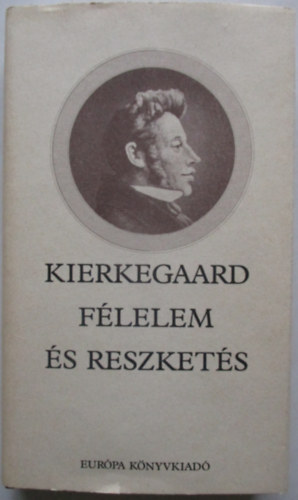 KIERKEGAARD
FÉLELEM
ÉS RESZKETÉS
EURÓPA KÖNYVKIADÓ